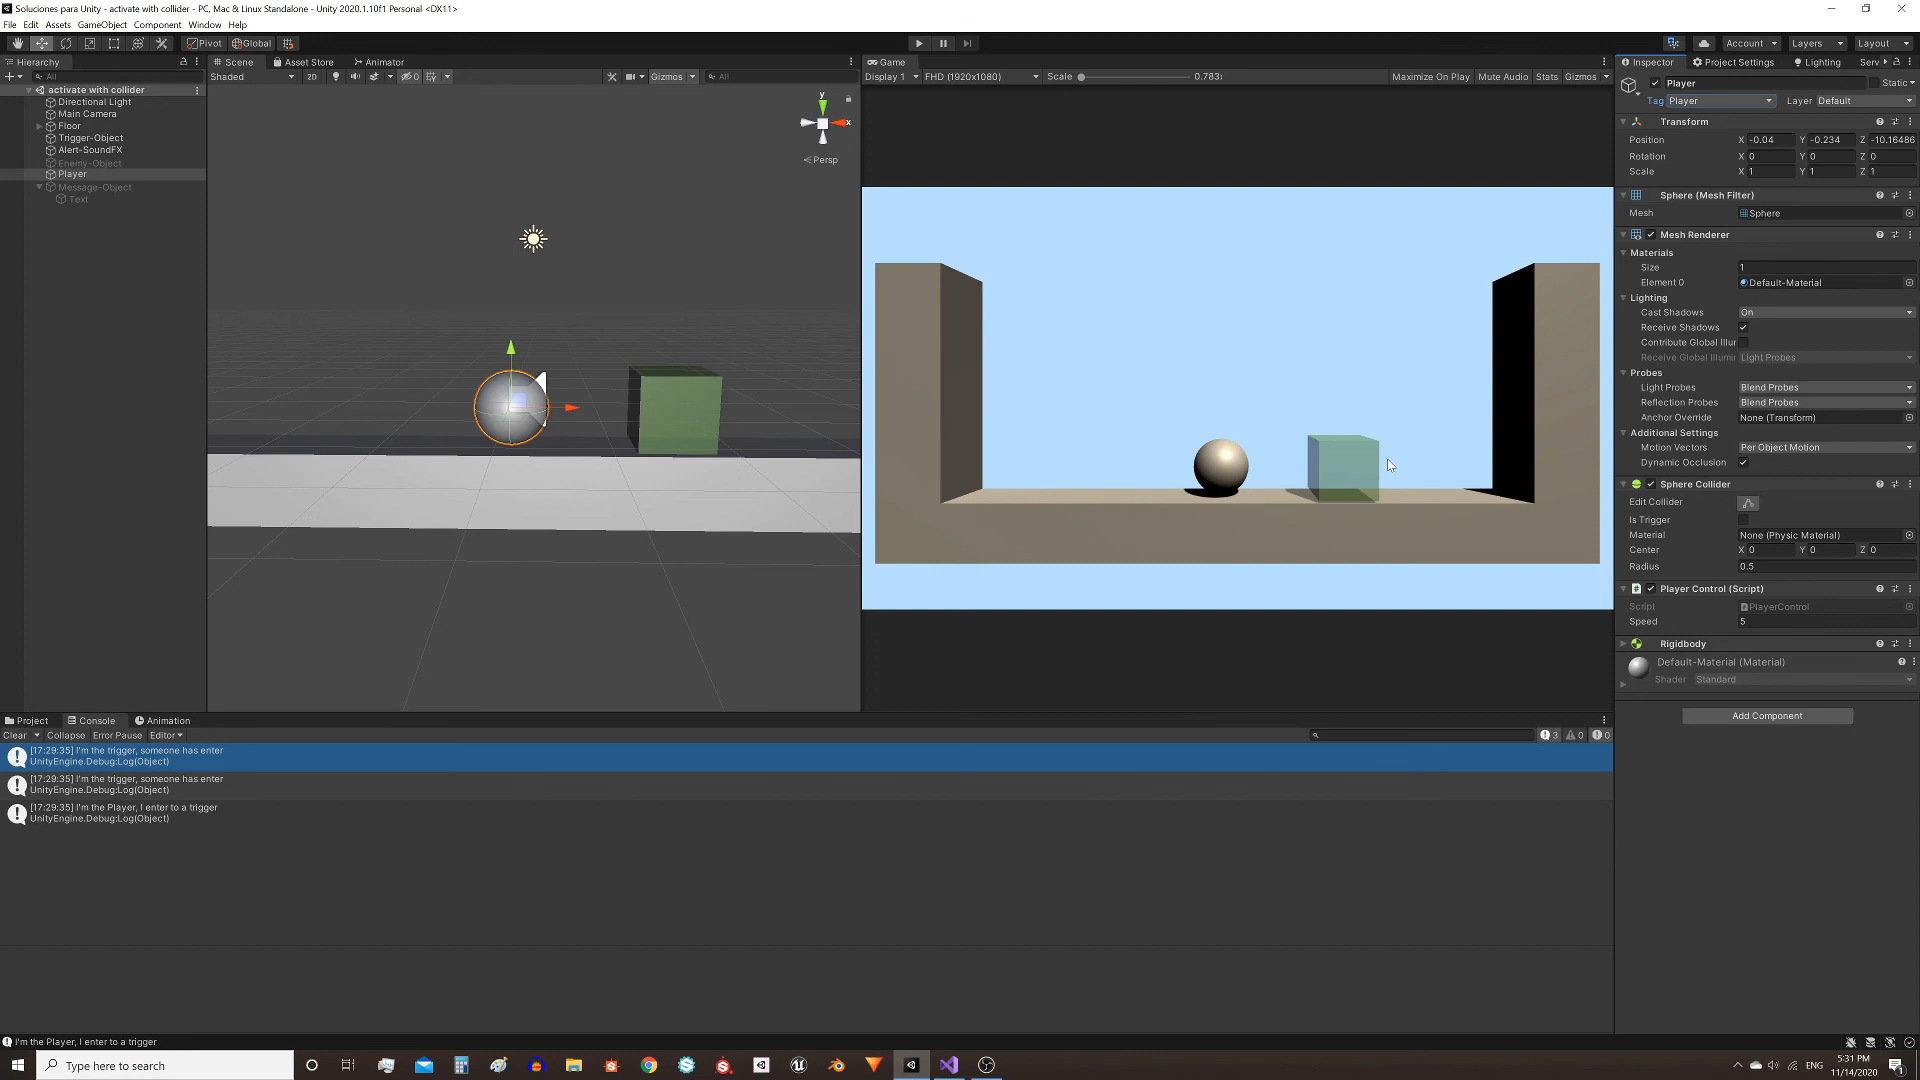 Soluciones para Unity - activate with collider - PC, Mac & Linux Standalone - Unity 2020.1.10f1 Personal <DX11>
File Edit Assets GameObject Component Window Help
Pivot Global Account Layers Layout
Hierarchy Scene Asset Store Animator Game Inspector Project Settings Lighting Serv
All Shaded 2D 0 Gizmos All Display 1 FHD (1920x1080) Scale 0.783: Maximize On Play Mute Audio Stats Gizmos
activate with collider
Directional Light
Main Camera
Floor
Trigger-Object
Alert-SoundFX
Enemy-Object
Player
Message-Object
Text
y
x
Persp
Player Static
Tag Player Layer Default
Transform
Position X -0.04 Y -0.234 Z -10.16486
Rotation X 0 Y 0 Z 0
Scale X 1 Y 1 Z 1
Sphere (Mesh Filter)
Mesh Sphere
Mesh Renderer
Materials
Size 1
Element 0 Default-Material
Lighting
Cast Shadows On
Receive Shadows
Contribute Global Illur
Receive Global Illumir Light Probes
Probes
Light Probes Blend Probes
Reflection Probes Blend Probes
Anchor Override None (Transform)
Additional Settings
Motion Vectors Per Object Motion
Dynamic Occlusion
Sphere Collider
Edit Collider
Is Trigger
Material None (Physic Material)
Center X 0 Y 0 Z 0
Radius 0.5
Player Control (Script)
Script PlayerControl
Speed 5
Rigidbody
Default-Material (Material)
Shader Standard
Add Component
Project Console Animation
Clear Collapse Error Pause Editor 3 0 0
[17:29:35] I'm the trigger, someone has enter
UnityEngine.Debug:Log(Object)
[17:29:35] I'm the trigger, someone has enter
UnityEngine.Debug:Log(Object)
[17:29:35] I'm the Player, I enter to a trigger
UnityEngine.Debug:Log(Object)
I'm the Player, I enter to a trigger
Type here to search
ENG
5:31 PM
11/14/2020
1